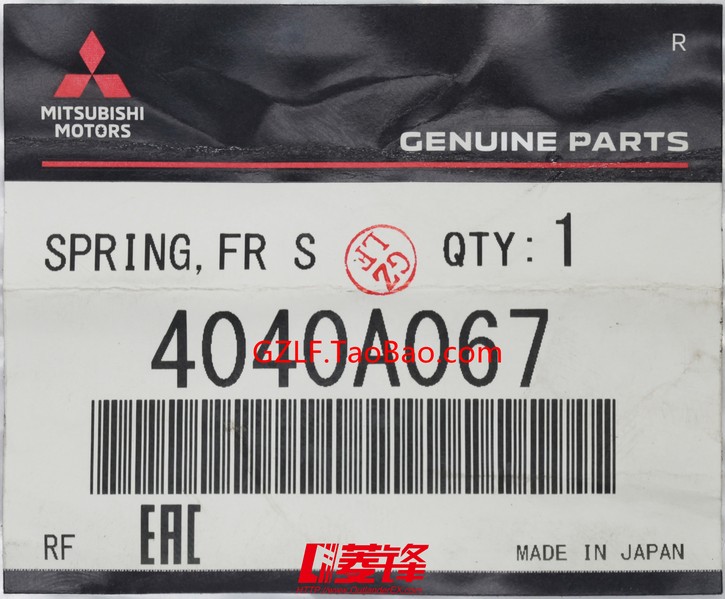 R
MITSUBISHI
MOTORS
GENUINE PARTS
SPRING, FR S
GZ
LF
QTY: 1
4040A067
GZLF.TaoBao.com
RF
EAC
菱锋
MADE IN JAPAN